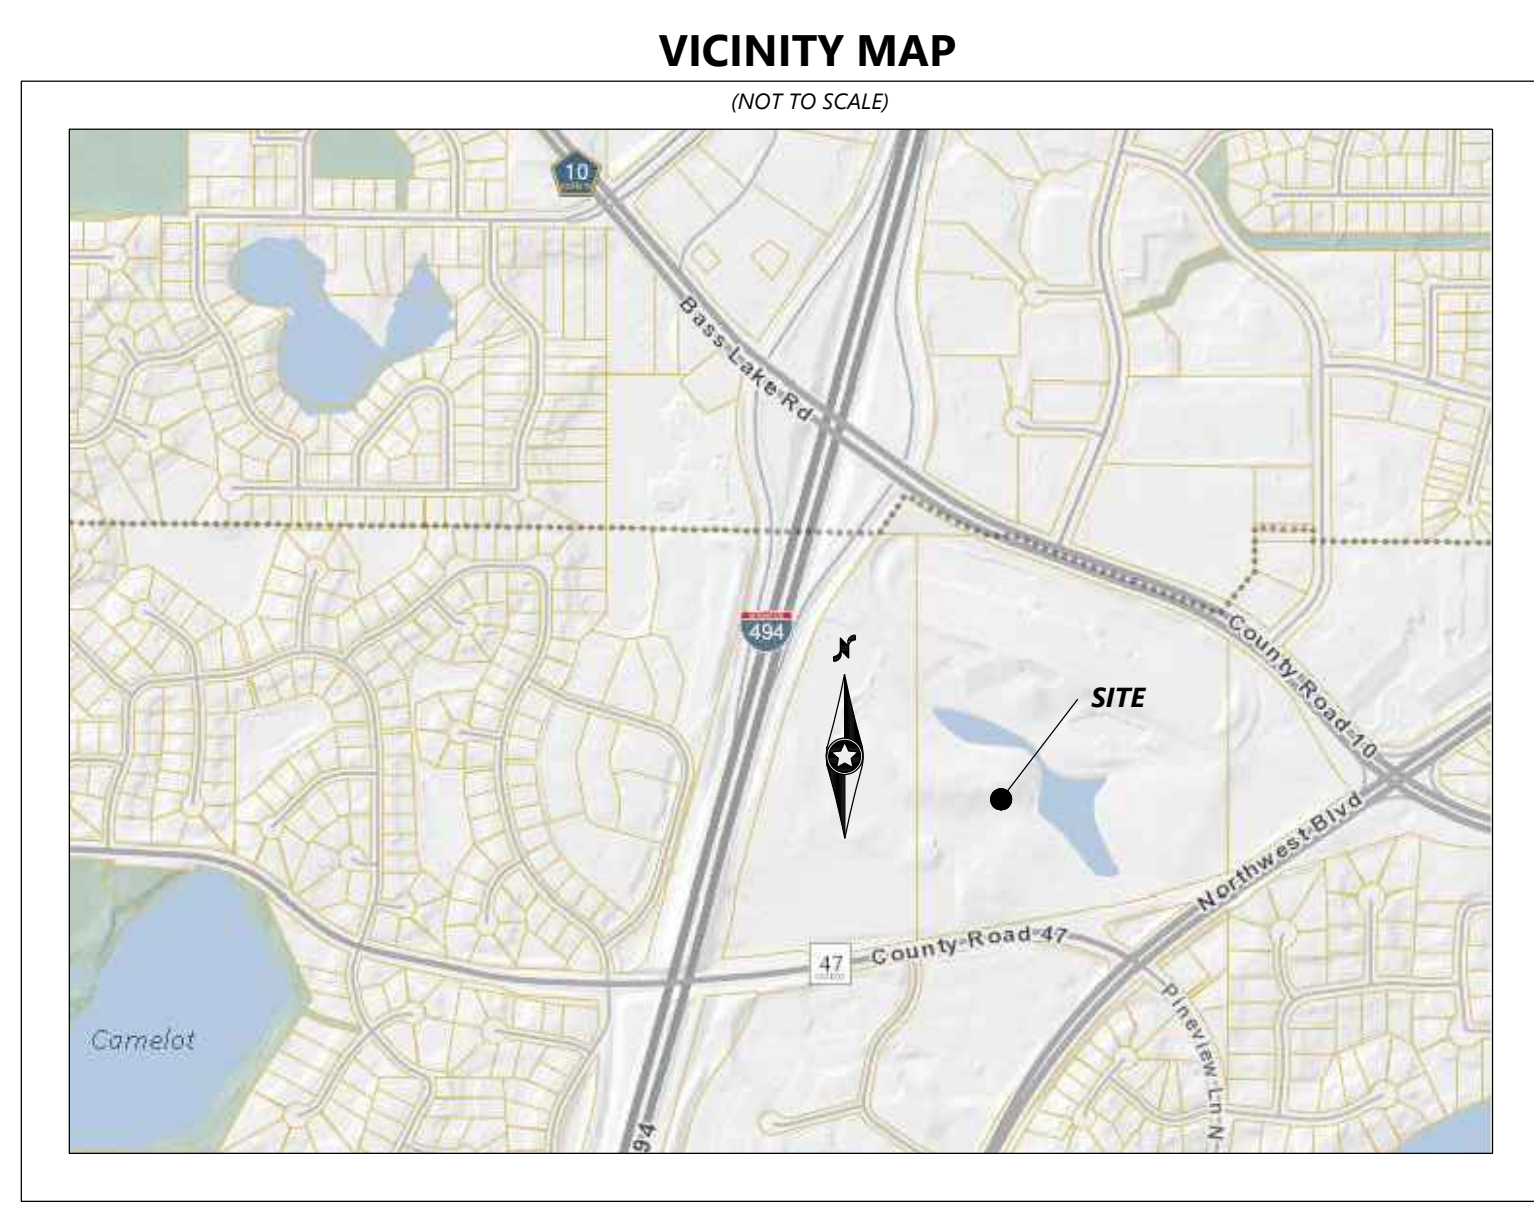 VICINITY MAP
(NOT TO SCALE)
10
Bass Lake Rd
494
N
SITE
County Road 10
Northwest Blvd
47
County Road 47
Pineview Ln N
Camelot
94